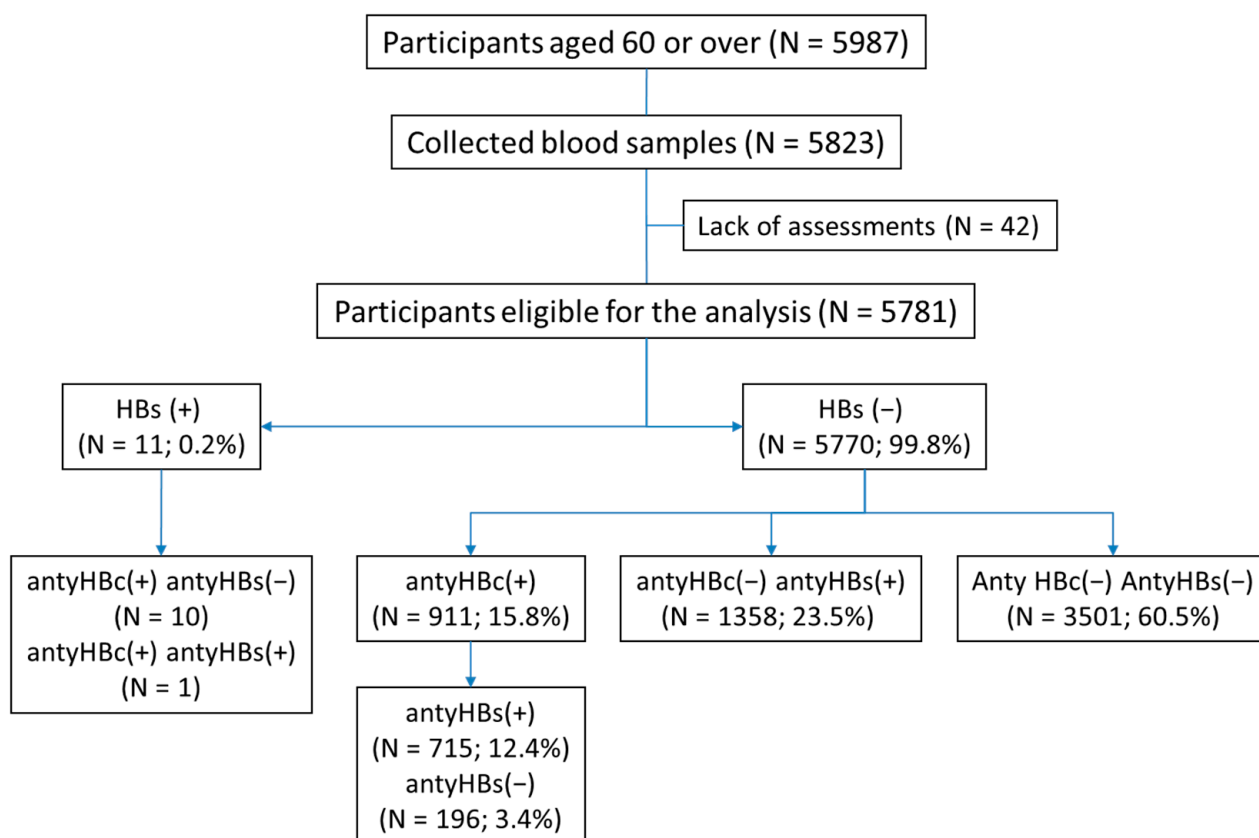 Participants aged 60 or over (N = 5987)
Collected blood samples (N = 5823)
Lack of assessments (N = 42)
Participants eligible for the analysis (N = 5781)
HBs (+)
(N = 11; 0.2%)
HBs (−)
(N = 5770; 99.8%)
antyHBc(+) antyHBs(−)
(N = 10)
antyHBc(+) antyHBs(+)
(N = 1)
antyHBc(+)
(N = 911; 15.8%)
antyHBc(−) antyHBs(+)
(N = 1358; 23.5%)
Anty HBc(−) AntyHBs(−)
(N = 3501; 60.5%)
antyHBs(+)
(N = 715; 12.4%)
antyHBs(−)
(N = 196; 3.4%)